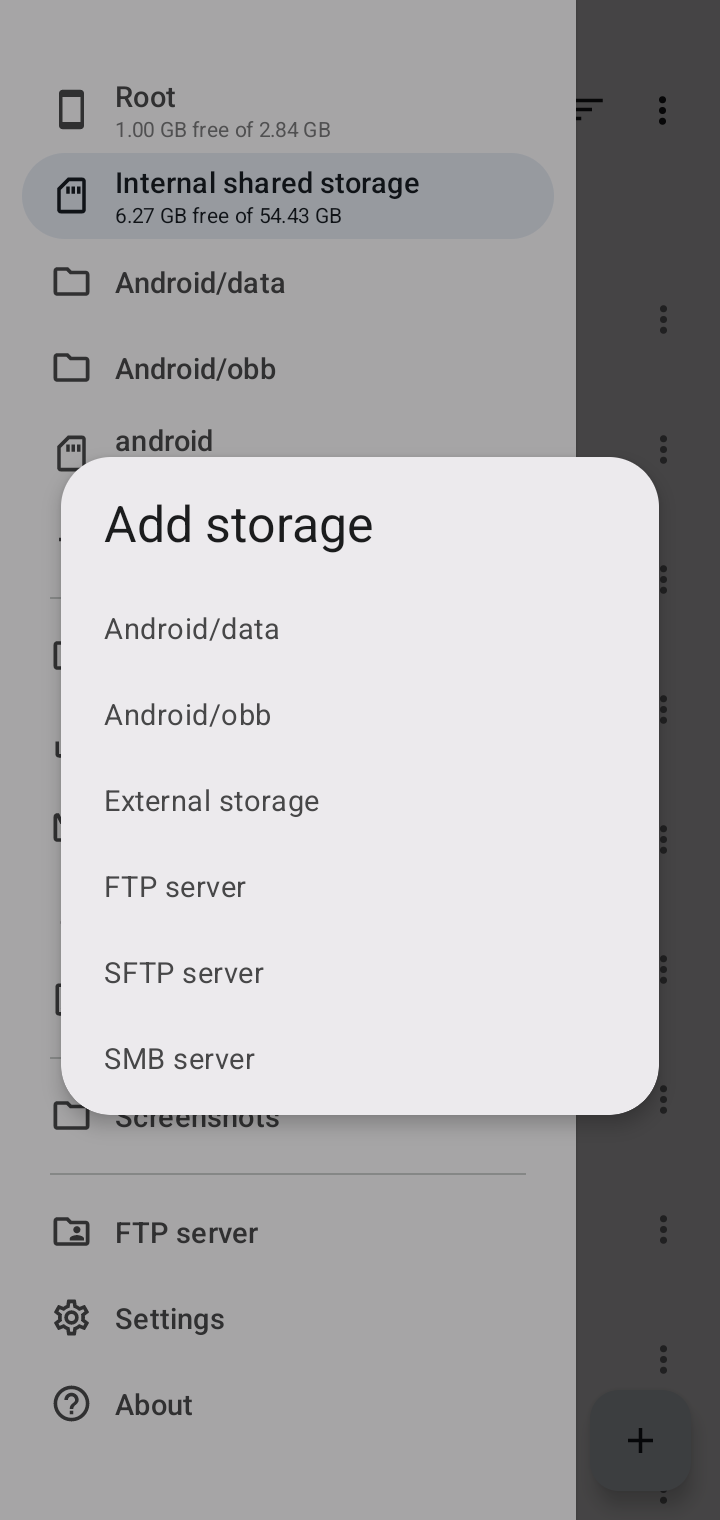 Root
1.00 GB free of 2.84 GB
Internal shared storage
6.27 GB free of 54.43 GB
Android/data
Android/obb
android
Add storage
Android/data
Android/obb
External storage
FTP server
SFTP server
SMB server
Screenshots
FTP server
Settings
About